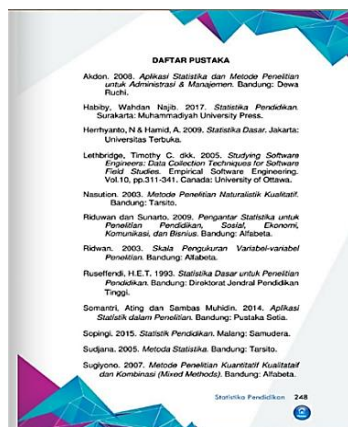 DAFTAR PUSTAKA
Akdon. 2008. Aplikasi Statistika dan Metode Penelitian
untuk Administrasi & Manajemen. Bandung: Dewa
Ruchi.
Habiby, Wahdan Najib. 2017. Statistika Pendidikan.
Surakarta: Muhammadiyah University Press.
Herrhyanto, N & Hamid, A. 2009. Statistika Dasar. Jakarta:
Universitas Terbuka.
Lethbridge, Timothy C. dkk. 2005. Studying Software
Engineers: Data Collection Techniques for Software
Field Studies. Empirical Software Engineering.
Vol.10, pp.311-341. Canada: University of Ottawa.
Nasution. 2003. Metode Penelitian Naturalistik Kualitatif.
Bandung: Tarsito.
Riduwan dan Sunarto. 2009. Pengantar Statistika untuk
Penelitian Pendidikan, Sosial, Ekonomi,
Komunikasi, dan Bisnius. Bandung: Alfabeta.
Ridwan. 2003. Skala Pengukuran Variabel-variabel
Penelitian. Bandung: Alfabeta.
Ruseffendi, H.E.T. 1993. Statistika Dasar untuk Penelitian
Pendidikan. Bandung: Direktorat Jendral Pendidikan
Tinggi.
Somantri, Ating dan Sambas Muhidin. 2014. Aplikasi
Statistik dalam Penelitian. Bandung: Pustaka Setia.
Sopingi. 2015. Statistik Pendidikan. Malang: Samudera.
Sudjana. 2005. Metoda Statistika. Bandung: Tarsito.
Sugiyono. 2007. Metode Penelitian Kuantitatif Kualitataif
dan Kombinasi (Mixed Methods). Bandung: Alfabeta.
Statistika Pendidikan 248